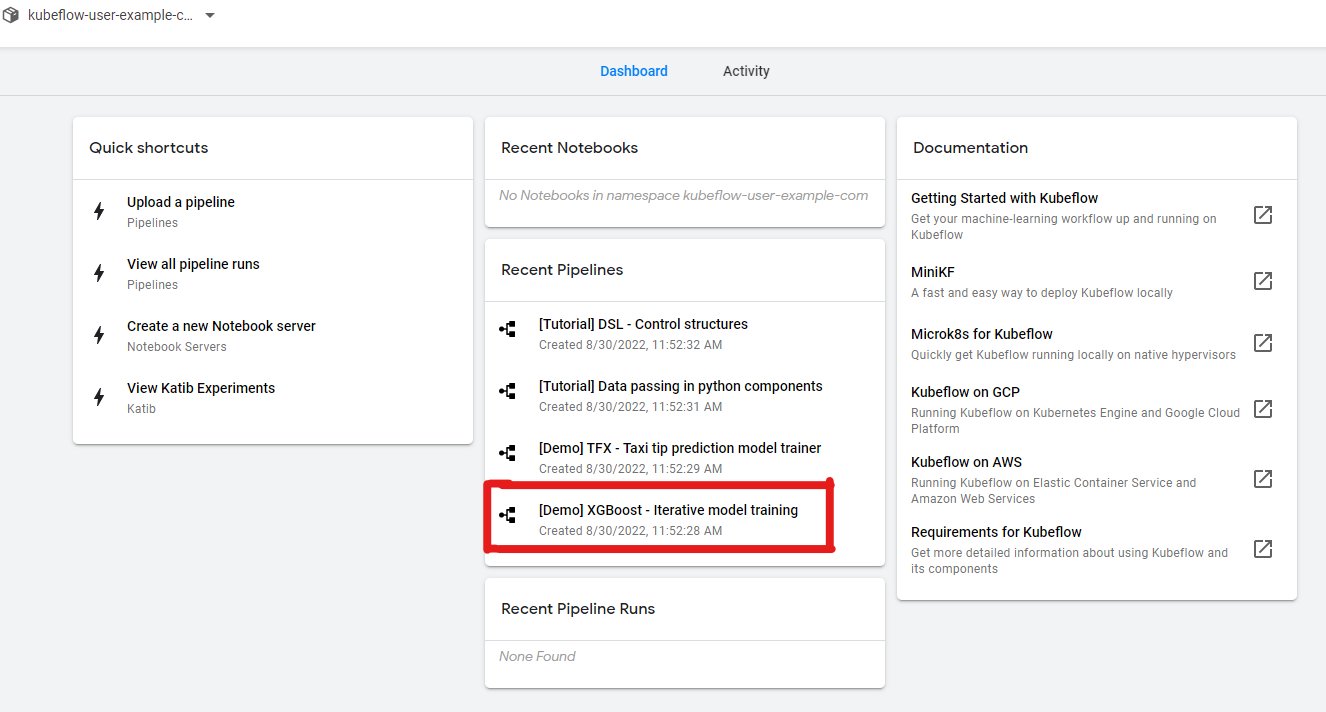 kubeflow-user-example-c...
Dashboard
Activity
Quick shortcuts
Upload a pipeline
Pipelines
View all pipeline runs
Pipelines
Create a new Notebook server
Notebook Servers
View Katib Experiments
Katib
Recent Notebooks
No Notebooks in namespace kubeflow-user-example-com
Recent Pipelines
[Tutorial] DSL - Control structures
Created 8/30/2022, 11:52:32 AM
[Tutorial] Data passing in python components
Created 8/30/2022, 11:52:31 AM
[Demo] TFX - Taxi tip prediction model trainer
Created 8/30/2022, 11:52:29 AM
[Demo] XGBoost - Iterative model training
Created 8/30/2022, 11:52:28 AM
Recent Pipeline Runs
None Found
Documentation
Getting Started with Kubeflow
Get your machine-learning workflow up and running on
Kubeflow
MiniKF
A fast and easy way to deploy Kubeflow locally
Microk8s for Kubeflow
Quickly get Kubeflow running locally on native hypervisors
Kubeflow on GCP
Running Kubeflow on Kubernetes Engine and Google Cloud
Platform
Kubeflow on AWS
Running Kubeflow on Elastic Container Service and
Amazon Web Services
Requirements for Kubeflow
Get more detailed information about using Kubeflow and
its components